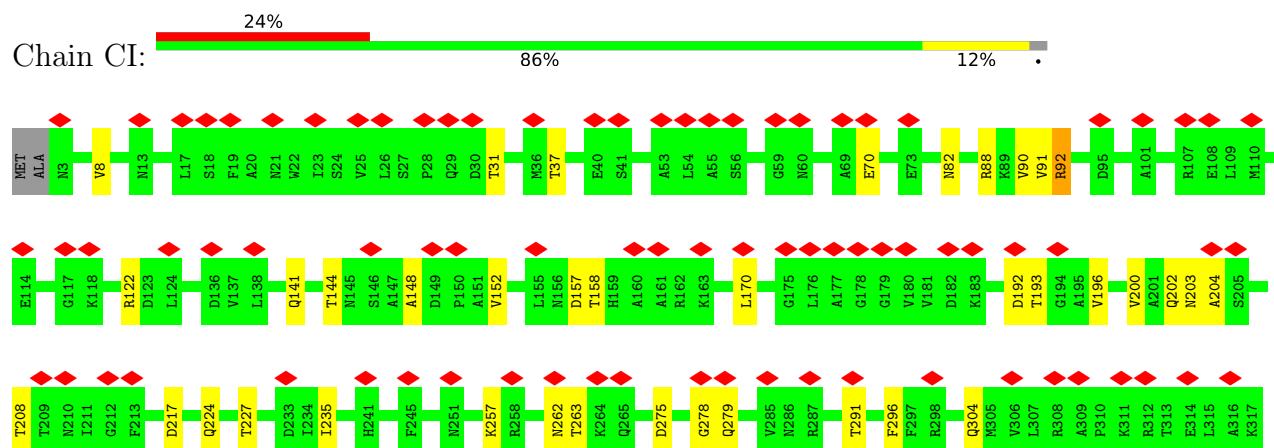 24%
Chain CI:
86% 12% •
MET ALA N3 V8 N13 L17 S18 F19 A20 N21 W22 I23 S24 V25 L26 S27 P28 Q29 D30 T31 M36 T37 E40 S41 A53 L54 A55 S56 G59 N60 A69 E70 E73 N82 R88 K89 V90 V91 R92 D95 A101 R107 E108 L109 M110
E114 G117 K118 R122 D123 L124 D136 V137 L138 Q141 T144 N145 S146 A147 A148 D149 P150 A151 V152 L155 N156 D157 T158 H159 A160 A161 R162 K163 L170 G175 L176 A177 G178 G179 V180 V181 D182 K183 D192 T193 G194 A195 V196 V200 A201 Q202 N203 A204 S205
T208 T209 N210 I211 G212 F213 D217 Q224 T227 D233 I234 I235 H241 F245 N251 K257 R258 N262 T263 K264 Q265 D275 G278 Q279 V285 N286 R287 T291 F296 F297 R298 Q304 M305 V306 L307 R308 A309 P310 K311 R312 T313 E314 L315 A316 K317